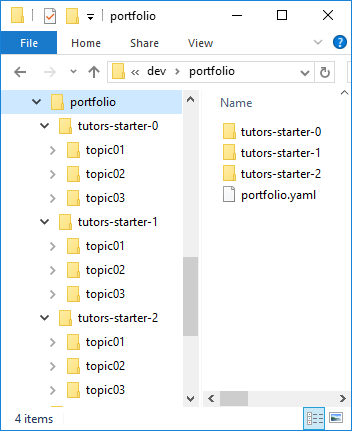 portfolio
File Home Share View
dev portfolio
portfolio
tutors-starter-0
topic01
topic02
topic03
tutors-starter-1
topic01
topic02
topic03
tutors-starter-2
topic01
topic02
topic03
Name
tutors-starter-0
tutors-starter-1
tutors-starter-2
portfolio.yaml
4 items